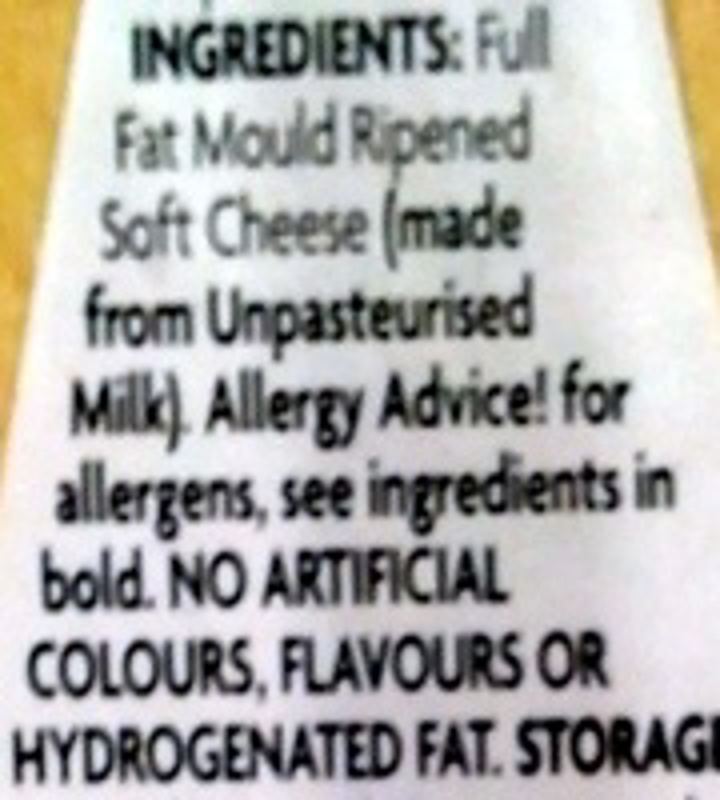 INGREDIENTS: Full
Fat Mould Ripened
Soft Cheese (made
from Unpasteurised
Milk). Allergy Advice! for
allergens, see ingredients in
bold. NO ARTIFICIAL
COLOURS, FLAVOURS OR
HYDROGENATED FAT. STORAGE